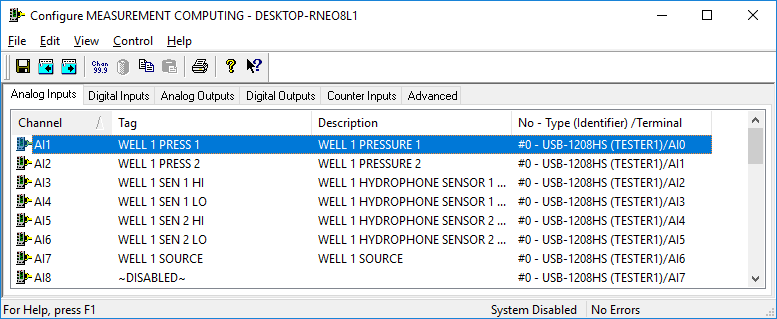 Configure MEASUREMENT COMPUTING - DESKTOP-RNEO8L1
File Edit View Control Help
Chan 99.9
Analog Inputs Digital Inputs Analog Outputs Digital Outputs Counter Inputs Advanced
Channel / Tag Description No - Type (Identifier) /Terminal
AI1 WELL 1 PRESS 1 WELL 1 PRESSURE 1 #0 - USB-1208HS (TESTER1)/AI0
AI2 WELL 1 PRESS 2 WELL 1 PRESSURE 2 #0 - USB-1208HS (TESTER1)/AI1
AI3 WELL 1 SEN 1 HI WELL 1 HYDROPHONE SENSOR 1 ... #0 - USB-1208HS (TESTER1)/AI2
AI4 WELL 1 SEN 1 LO WELL 1 HYDROPHONE SENSOR 1 ... #0 - USB-1208HS (TESTER1)/AI3
AI5 WELL 1 SEN 2 HI WELL 1 HYDROPHONE SENSOR 2 ... #0 - USB-1208HS (TESTER1)/AI4
AI6 WELL 1 SEN 2 LO WELL 1 HYDROPHONE SENSOR 2 ... #0 - USB-1208HS (TESTER1)/AI5
AI7 WELL 1 SOURCE WELL 1 SOURCE #0 - USB-1208HS (TESTER1)/AI6
AI8 ~DISABLED~ #0 - USB-1208HS (TESTER1)/AI7
For Help, press F1 System Disabled No Errors